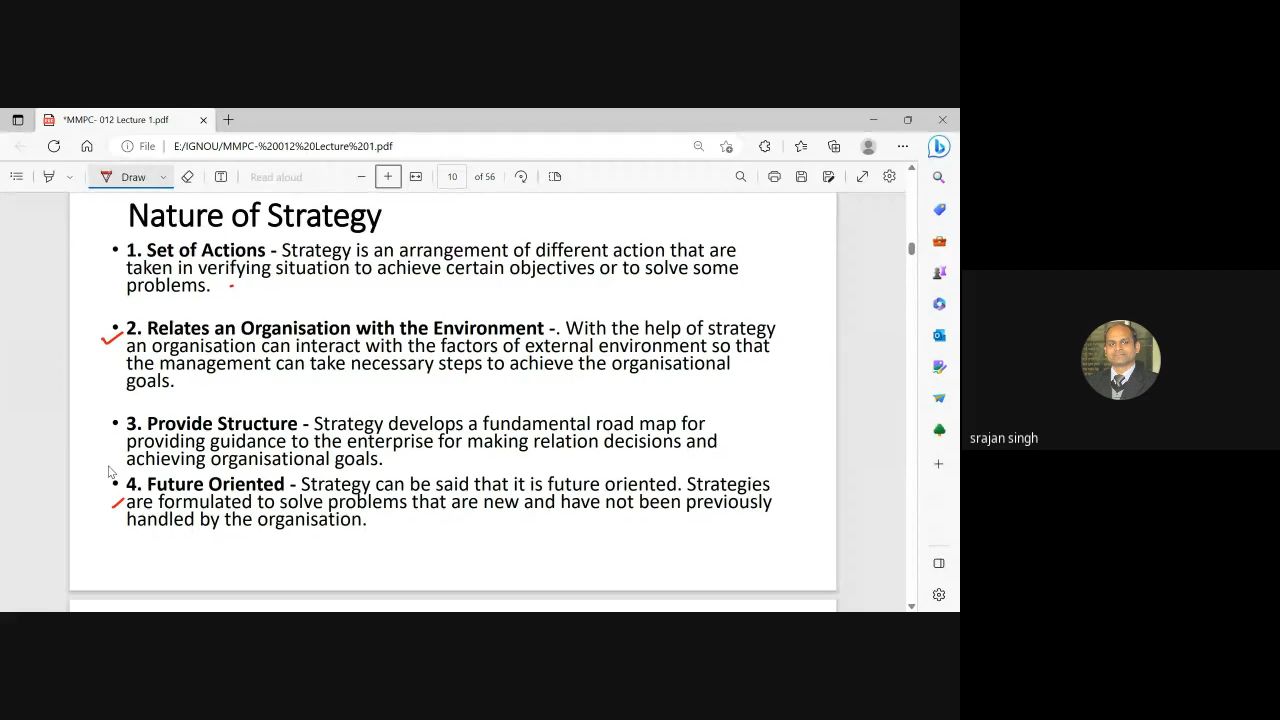 *MMPC- 012 Lecture 1.pdf
File
E:/IGNOU/MMPC-%20012%20Lecture%201.pdf
Draw
Read aloud
10
of 56
Nature of Strategy
• 1. Set of Actions - Strategy is an arrangement of different action that are
taken in verifying situation to achieve certain objectives or to solve some
problems.
• 2. Relates an Organisation with the Environment -. With the help of strategy
an organisation can interact with the factors of external environment so that
the management can take necessary steps to achieve the organisational
goals.
• 3. Provide Structure - Strategy develops a fundamental road map for
providing guidance to the enterprise for making relation decisions and
achieving organisational goals.
• 4. Future Oriented - Strategy can be said that it is future oriented. Strategies
are formulated to solve problems that are new and have not been previously
handled by the organisation.
srajan singh